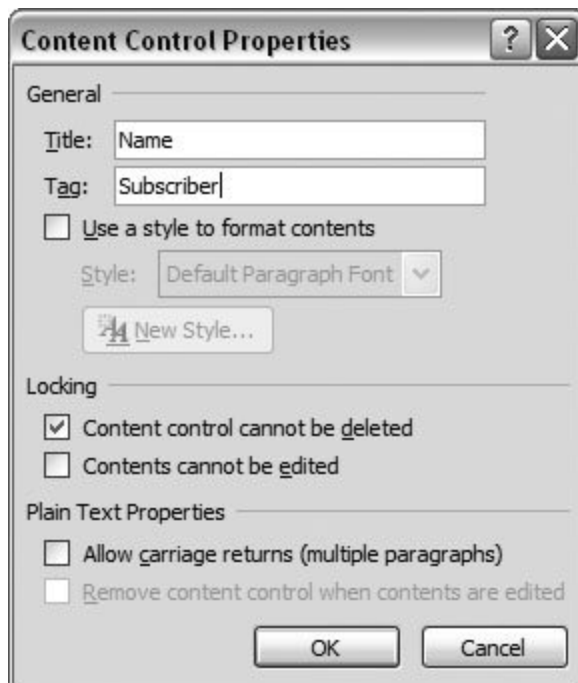 Content Control Properties
General
Title: Name
Tag: Subscriber
Use a style to format contents
Style: Default Paragraph Font
New Style...
Locking
Content control cannot be deleted
Contents cannot be edited
Plain Text Properties
Allow carriage returns (multiple paragraphs)
Remove content control when contents are edited
OK Cancel